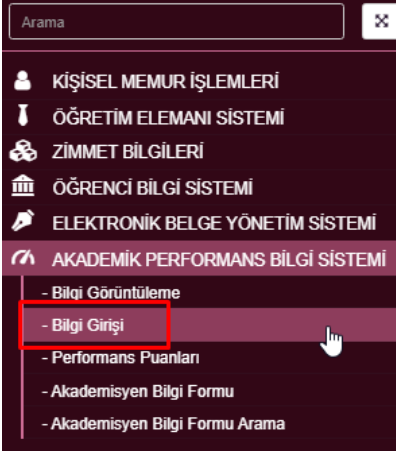 Arama
KİŞİSEL MEMUR İŞLEMLERİ
ÖĞRETİM ELEMANI SİSTEMİ
ZİMMET BİLGİLERİ
ÖĞRENCİ BİLGİ SİSTEMİ
ELEKTRONİK BELGE YÖNETİM SİSTEMİ
AKADEMİK PERFORMANS BİLGİ SİSTEMİ
- Bilgi Görüntüleme
- Bilgi Girişi
- Performans Puanları
- Akademisyen Bilgi Formu
- Akademisyen Bilgi Formu Arama